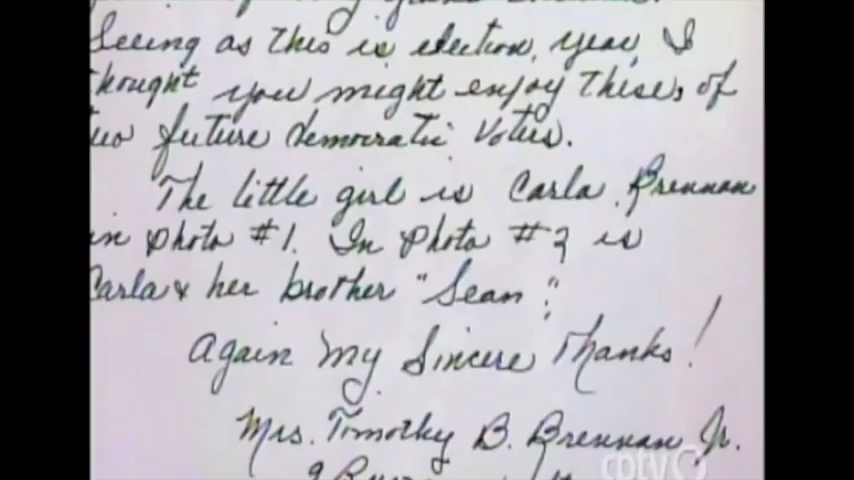 Seeing as this is election, year, I
thought you might enjoy these, of
two future democratic voters.
The little girl is Carla Brennan
in photo #1. In photo #2 is
Carla & her brother "Sean".
Again my Sincere Thanks!
Mrs. Timothy B. Brennan Jr.
cptv